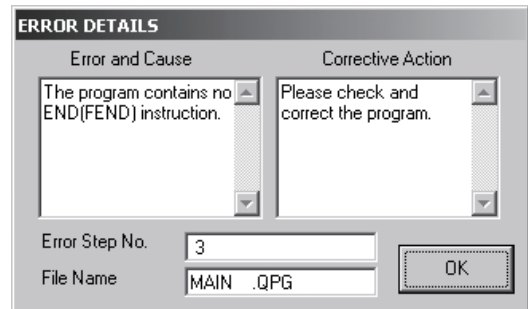 ERROR DETAILS
Error and Cause
The program contains no
END(FEND) instruction.
Corrective Action
Please check and
correct the program.
Error Step No. 3
File Name MAIN .QPG
OK